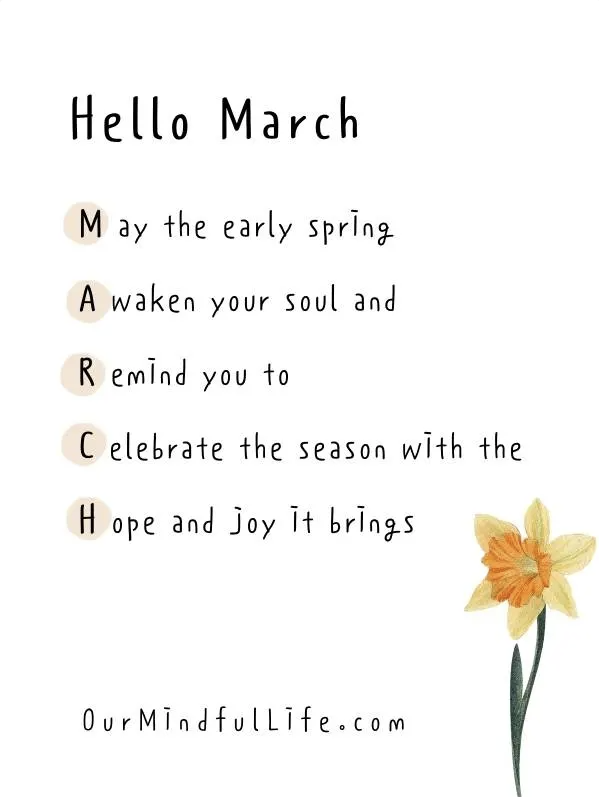 Hello March
May the early spring
Awaken your soul and
Remind you to
Celebrate the season with the
Hope and joy it brings
OurMindfulLife.com